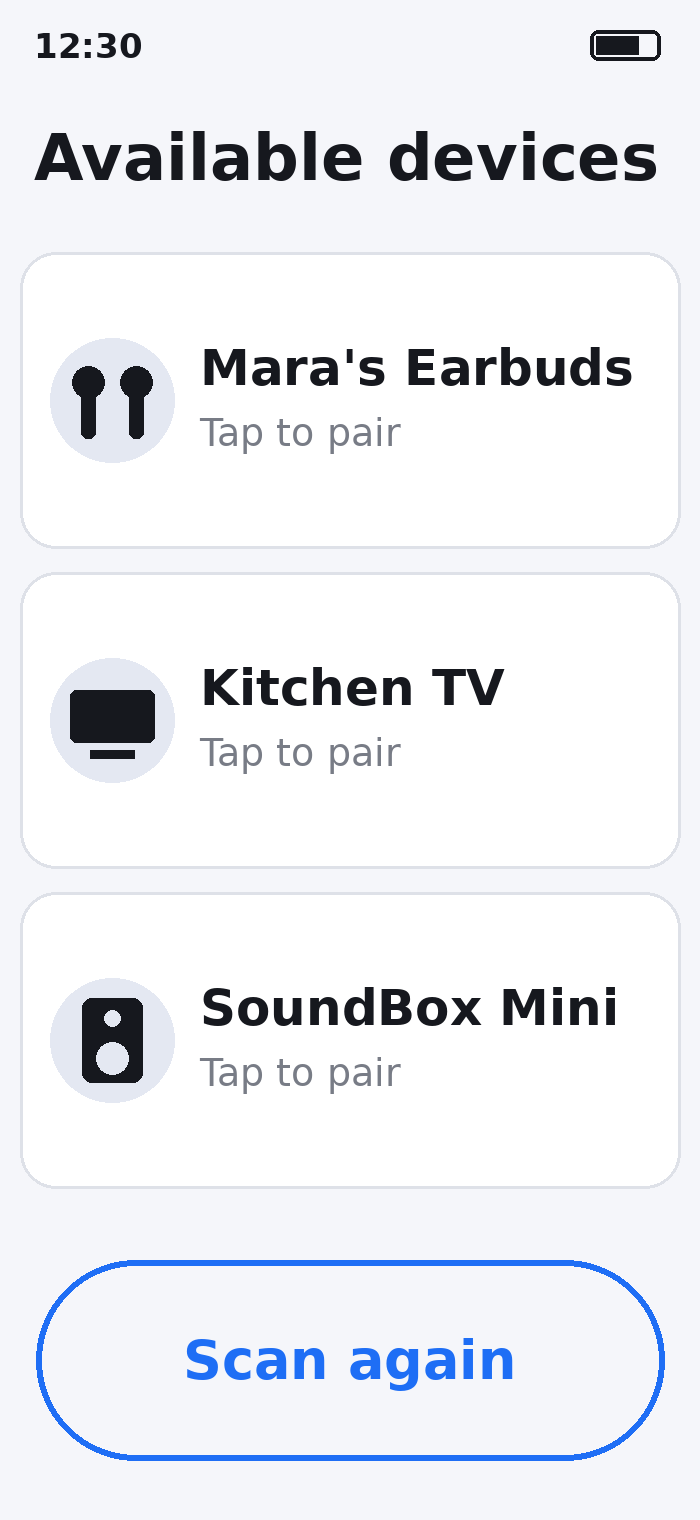 12:30
Available devices
Mara's Earbuds
Tap to pair
Kitchen TV
Tap to pair
SoundBox Mini
Tap to pair
Scan again